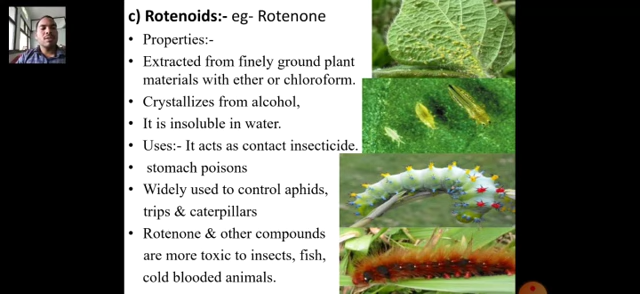 c) Rotenoids:- eg- Rotenone
• Properties:-
• Extracted from finely ground plant
materials with ether or chloroform.
• Crystallizes from alcohol,
• It is insoluble in water.
• Uses:- It acts as contact insecticide.
• stomach poisons
• Widely used to control aphids,
trips & caterpillars
• Rotenone & other compounds
are more toxic to insects, fish,
cold blooded animals.